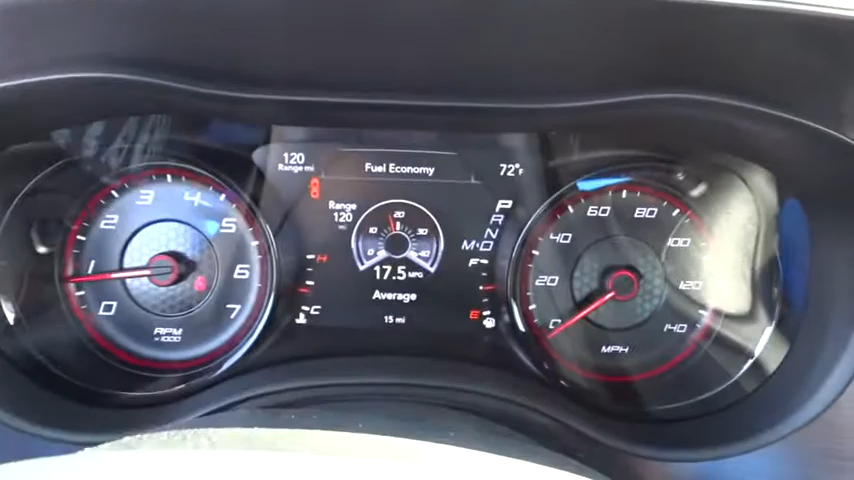 120
Range mi
Fuel Economy
72°F
Range
120
mi
0 10 20 30 40
17.5 MPG
Average
15 mi
P
R
N
M/D
F
E
H
C
0 1 2 3 4 5 6 7
RPM
x1000
0 20 40 60 80 100 120 140
MPH